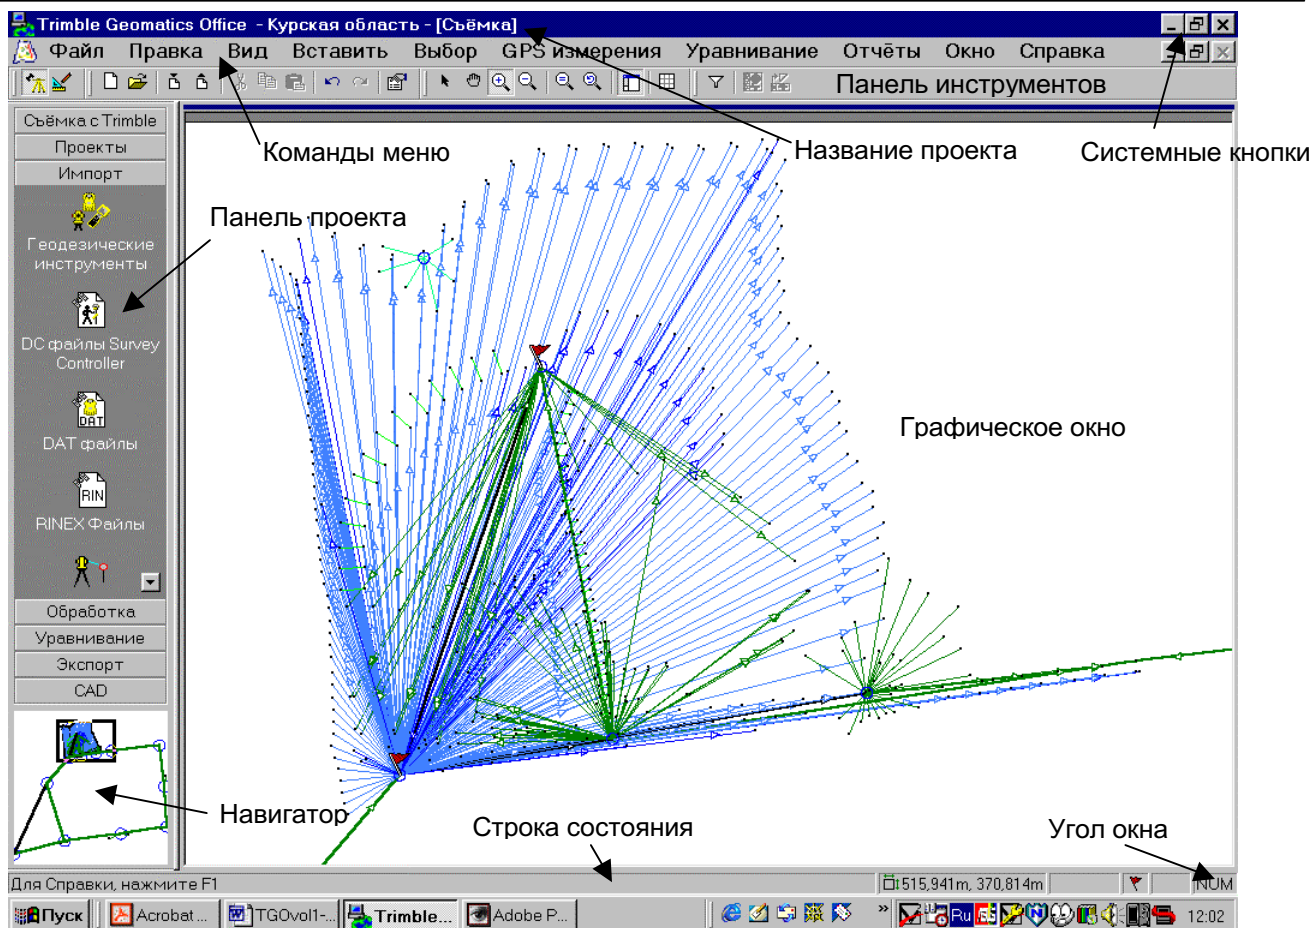 Trimble Geomatics Office - Курская область - [Съёмка]
Файл Правка Вид Вставить Выбор GPS измерения Уравнивание Отчёты Окно Справка
Панель инструментов
Съёмка с Trimble
Проекты
Импорт
Команды меню
Название проекта
Системные кнопки
Панель проекта
Геодезические
инструменты
DC файлы Survey
Controller
DAT
DAT файлы
Графическое окно
RIN
RINEX Файлы
Обработка
Уравнивание
Экспорт
CAD
Навигатор
Строка состояния
Угол окна
Для Справки, нажмите F1
515,941m, 370,814m
NUM
Пуск
Acrobat ...
TGOvol1-...
Trimble...
Adobe P...
»
Ru
12:02